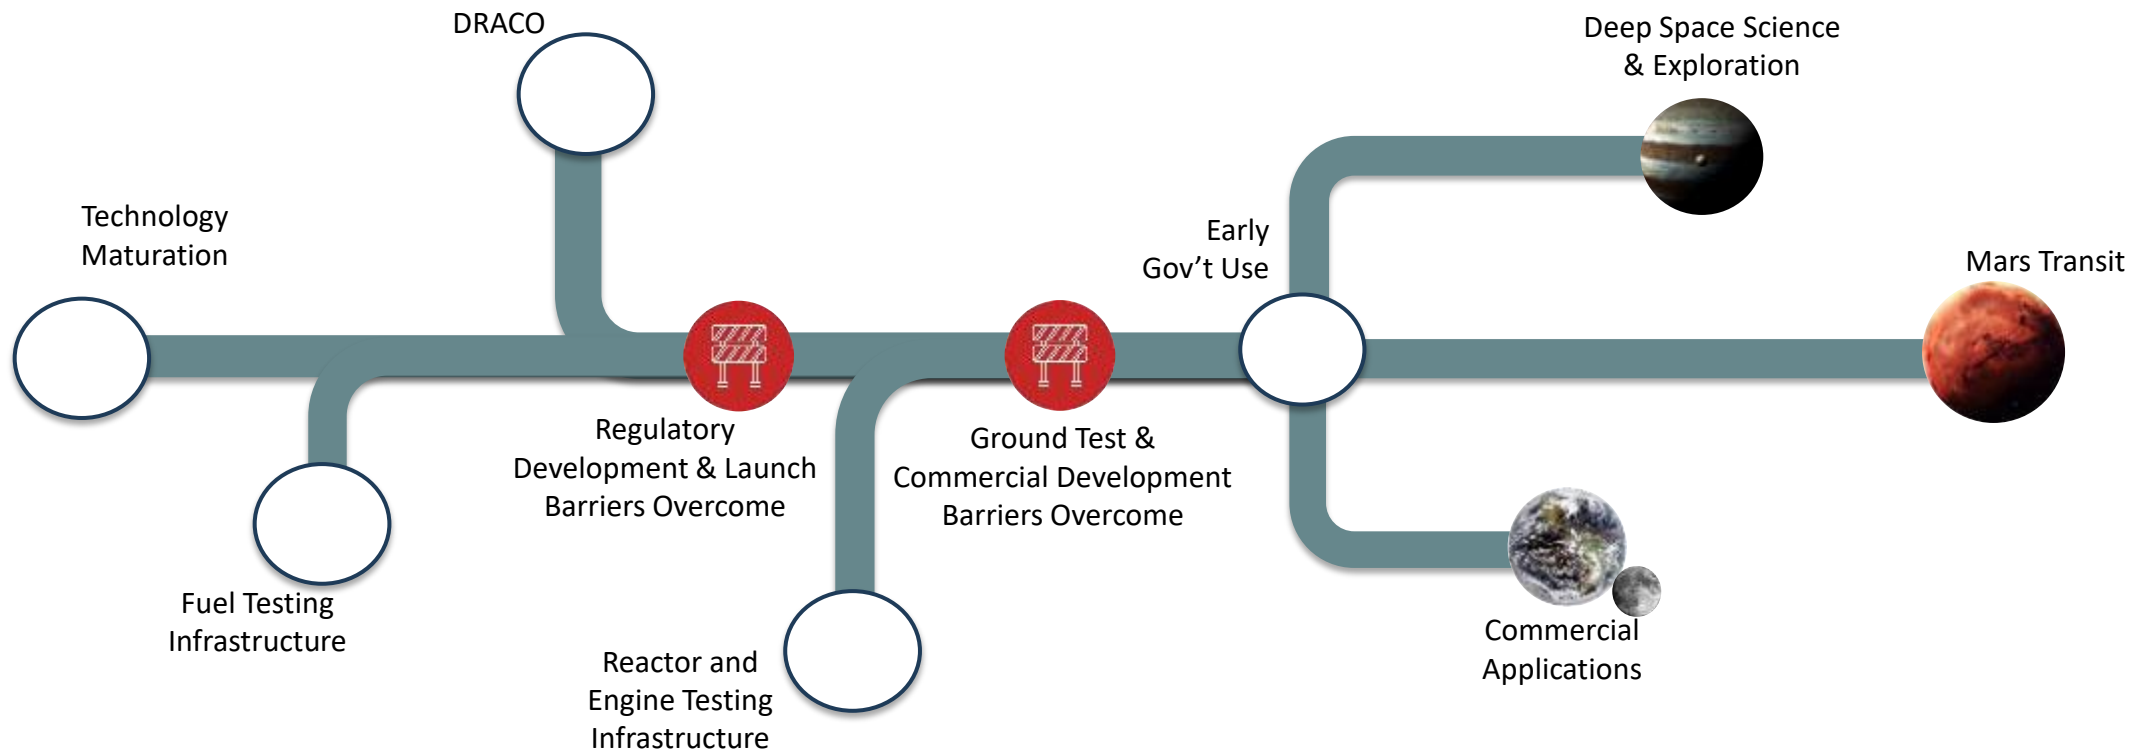 DRACO
Deep Space Science
& Exploration
Technology
Maturation
Early
Gov’t Use
Mars Transit
Regulatory
Development & Launch
Barriers Overcome
Ground Test &
Commercial Development
Barriers Overcome
Fuel Testing
Infrastructure
Reactor and
Engine Testing
Infrastructure
Commercial
Applications